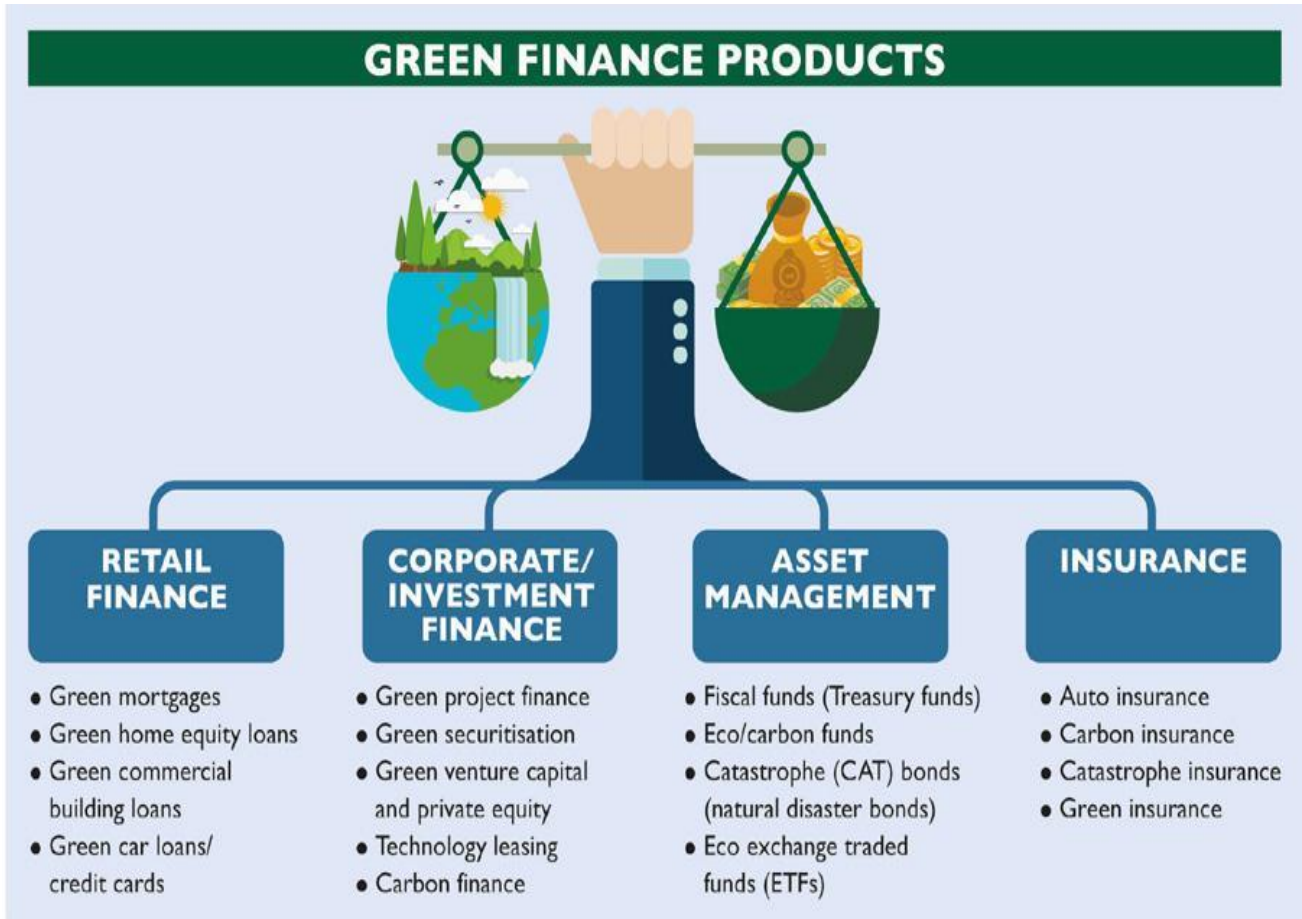 GREEN FINANCE PRODUCTS
RETAIL
FINANCE
• Green mortgages
• Green home equity loans
• Green commercial
building loans
• Green car loans/
credit cards
CORPORATE/
INVESTMENT
FINANCE
• Green project finance
• Green securitisation
• Green venture capital
and private equity
• Technology leasing
• Carbon finance
ASSET
MANAGEMENT
• Fiscal funds (Treasury funds)
• Eco/carbon funds
• Catastrophe (CAT) bonds
(natural disaster bonds)
• Eco exchange traded
funds (ETFs)
INSURANCE
• Auto insurance
• Carbon insurance
• Catastrophe insurance
• Green insurance